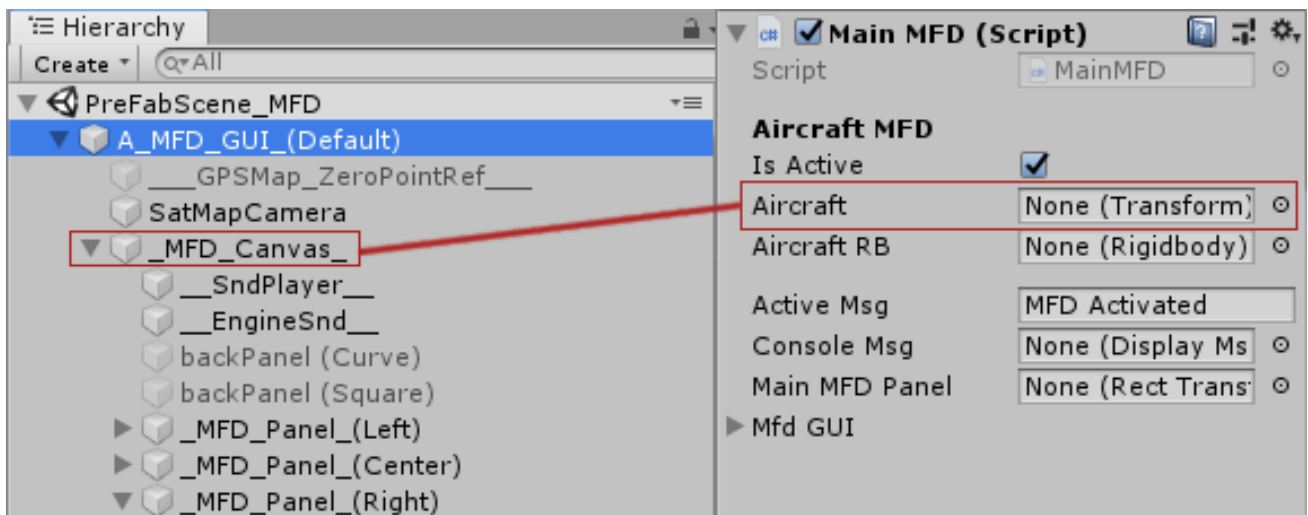 Hierarchy
Create
All
PreFabScene_MFD
A_MFD_GUI_(Default)
___GPSMap_ZeroPointRef___
SatMapCamera
_MFD_Canvas_
__SndPlayer__
__EngineSnd__
backPanel (Curve)
backPanel (Square)
_MFD_Panel_(Left)
_MFD_Panel_(Center)
_MFD_Panel_(Right)
c#
Main MFD (Script)
Script
MainMFD
Aircraft MFD
Is Active
Aircraft
None (Transform)
Aircraft RB
None (Rigidbody)
Active Msg
MFD Activated
Console Msg
None (Display Ms
Main MFD Panel
None (Rect Trans
Mfd GUI